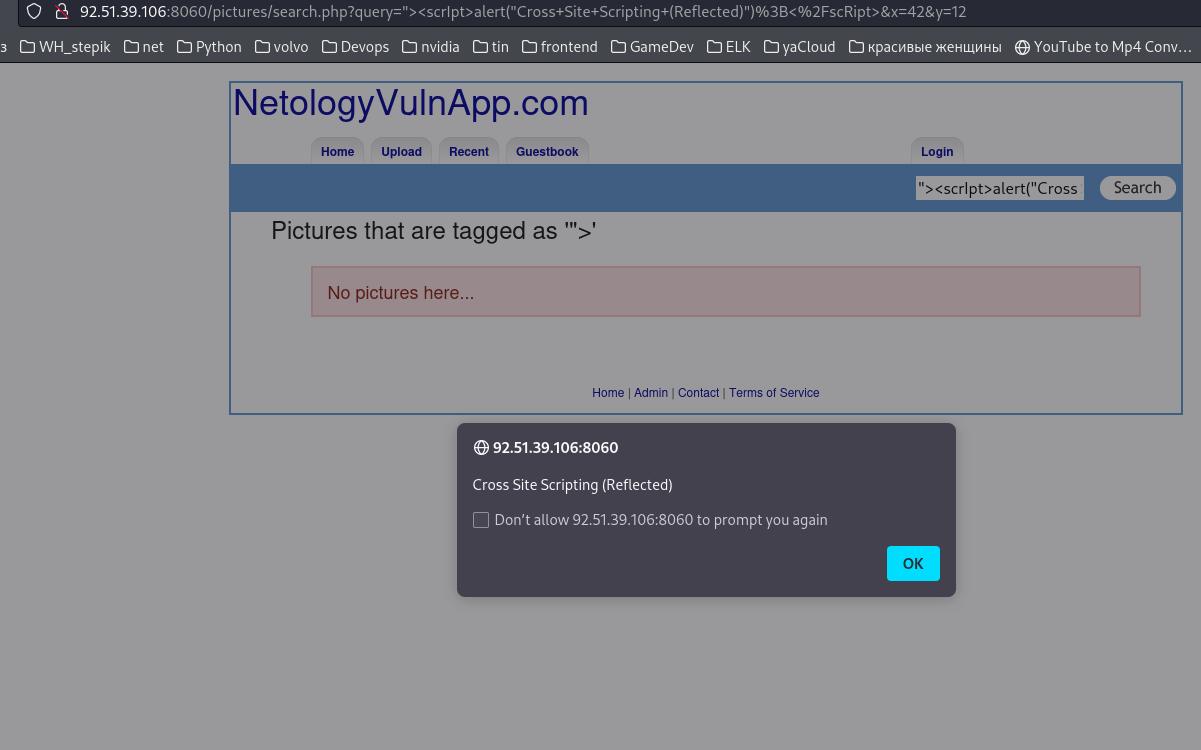 92.51.39.106:8060/pictures/search.php?query="><scrIpt>alert("Cross+Site+Scripting+(Reflected)")%3B<%2FscRipt>&x=42&y=12
з WH_stepik net Python volvo Devops nvidia tin frontend GameDev ELK yaCloud красивые женщины YouTube to Mp4 Conv…
NetologyVulnApp.com
Home Upload Recent Guestbook Login
"><scrIpt>alert("Cross Search
Pictures that are tagged as '">'
No pictures here...
Home | Admin | Contact | Terms of Service
92.51.39.106:8060
Cross Site Scripting (Reflected)
Don't allow 92.51.39.106:8060 to prompt you again
OK